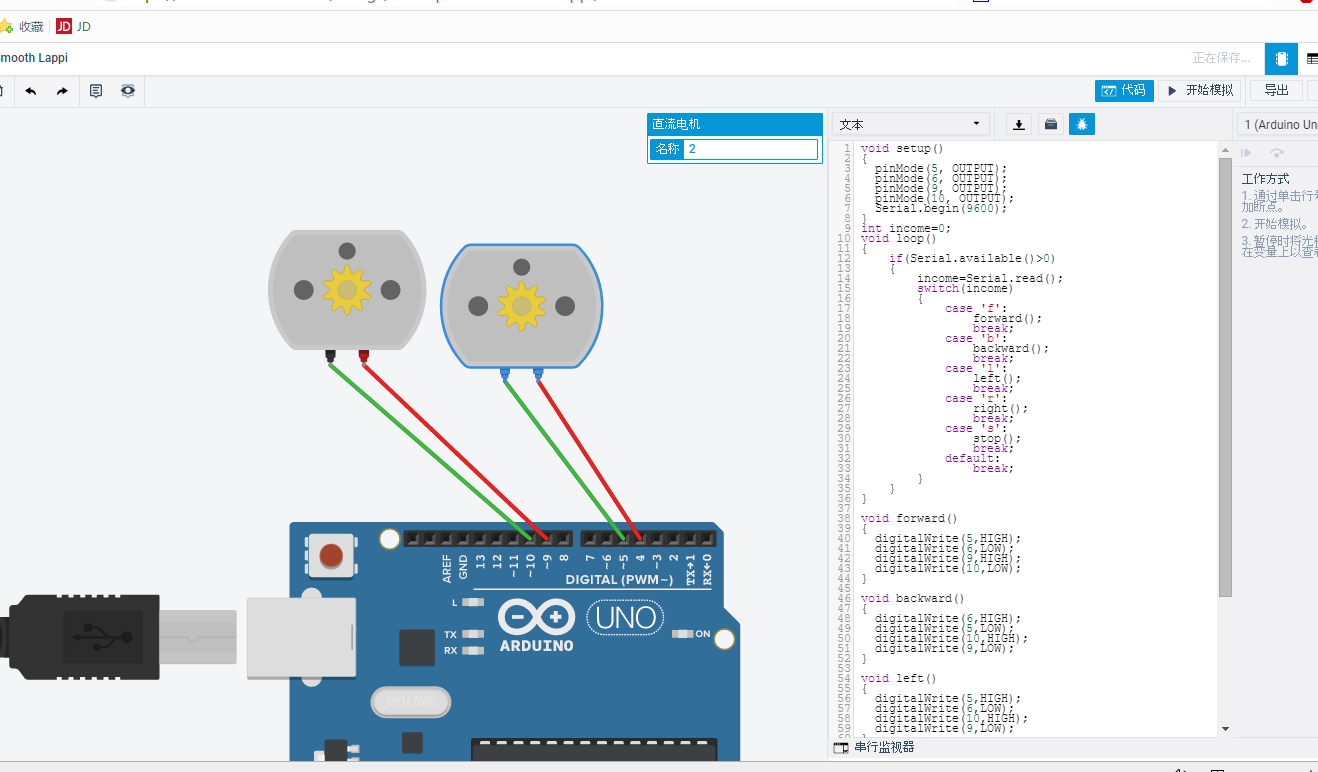 收藏 JD JD
mooth Lappi
正在保存...
代码 开始模拟 导出
直流电机
名称 2
文本
1 (Arduino Un
1 void setup()
2 {
3 pinMode(5, OUTPUT);
4 pinMode(6, OUTPUT);
5 pinMode(9, OUTPUT);
6 pinMode(10, OUTPUT);
7 Serial.begin(9600);
8 }
9 int income=0;
10 void loop()
11 {
12 if(Serial.available()>0)
13 {
14 income=Serial.read();
15 switch(income)
16 {
17 case 'f':
18 forward();
19 break;
20 case 'b':
21 backward();
22 break;
23 case 'l':
24 left();
25 break;
26 case 'r':
27 right();
28 break;
29 case 's':
30 stop();
31 break;
32 default:
33 break;
34 }
35 }
36 }
37
38 void forward()
39 {
40 digitalWrite(5,HIGH);
41 digitalWrite(6,LOW);
42 digitalWrite(9,HIGH);
43 digitalWrite(10,LOW);
44 }
45
46 void backward()
47 {
48 digitalWrite(6,HIGH);
49 digitalWrite(5,LOW);
50 digitalWrite(10,HIGH);
51 digitalWrite(9,LOW);
52 }
53
54 void left()
55 {
56 digitalWrite(5,HIGH);
57 digitalWrite(6,LOW);
58 digitalWrite(10,HIGH);
59 digitalWrite(9,LOW);
工作方式
1. 通过单击行号
加断点。
2. 开始模拟。
3. 暂停时将光标
在变量上以查看
串行监视器
AREF GND 13 12 ~11 ~10 ~9 8 7 ~6 ~5 4 ~3 2 TX→1 RX←0
DIGITAL (PWM~)
L
TX
RX
ARDUINO
UNO
ON